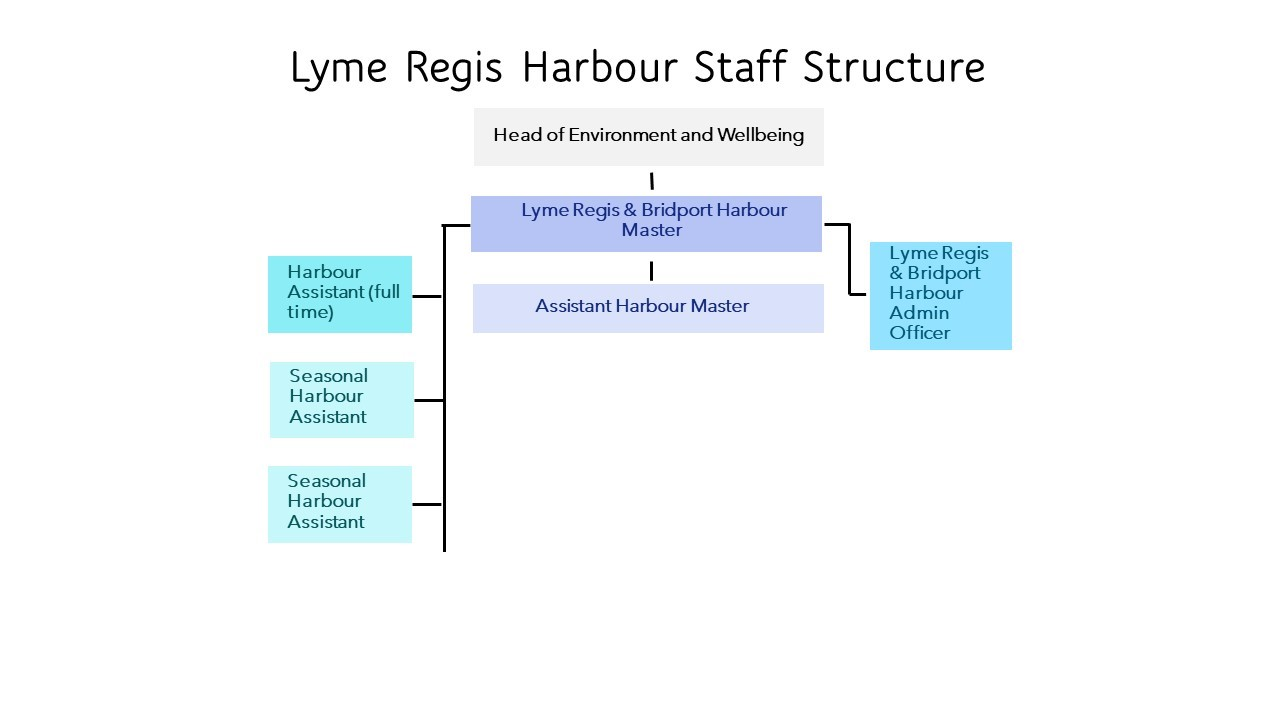 Lyme Regis Harbour Staff Structure
Head of Environment and Wellbeing
Lyme Regis & Bridport Harbour
Master
Assistant Harbour Master
Harbour
Assistant (full
time)
Seasonal
Harbour
Assistant
Seasonal
Harbour
Assistant
Lyme Regis
& Bridport
Harbour
Admin
Officer